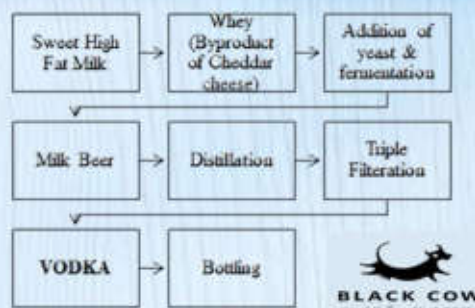 Sweet High
Fat Milk
Whey
(Byproduct
of Cheddar
cheese)
Addition of
yeast &
fermentation
Milk Beer
Distillation
Triple
Filteration
VODKA
Bottling
BLACK COW